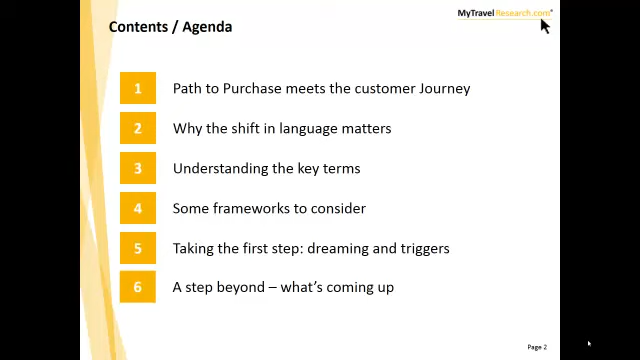 MyTravelResearch.com®
Contents / Agenda
1 Path to Purchase meets the customer Journey
2 Why the shift in language matters
3 Understanding the key terms
4 Some frameworks to consider
5 Taking the first step: dreaming and triggers
6 A step beyond – what's coming up
Page 2